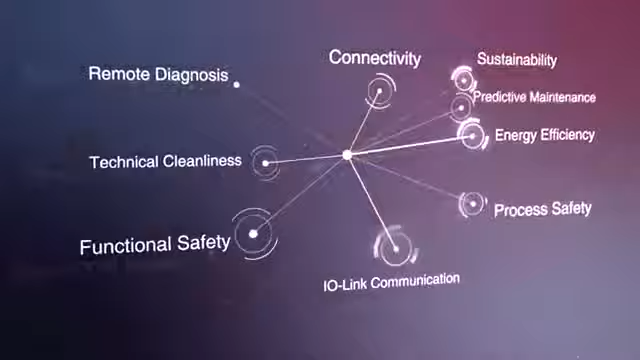 Connectivity
Sustainability
Remote Diagnosis
Predictive Maintenance
Energy Efficiency
Technical Cleanliness
Process Safety
Functional Safety
IO-Link Communication